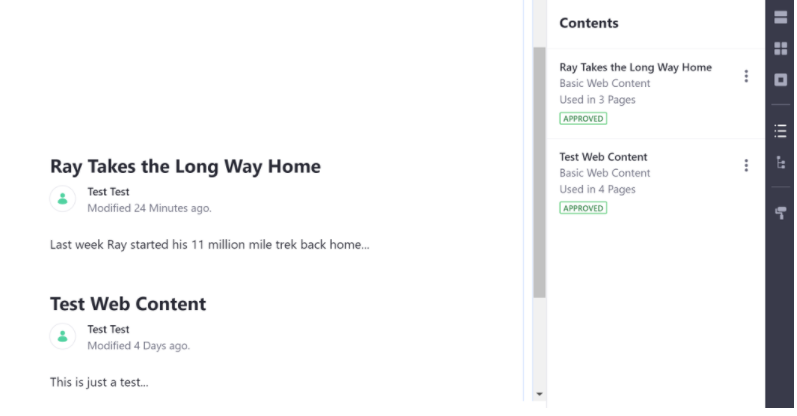 Ray Takes the Long Way Home
Test Test
Modified 24 Minutes ago.
Last week Ray started his 11 million mile trek back home...
Test Web Content
Test Test
Modified 4 Days ago.
This is just a test...
Contents
Ray Takes the Long Way Home
Basic Web Content
Used in 3 Pages
APPROVED
Test Web Content
Basic Web Content
Used in 4 Pages
APPROVED